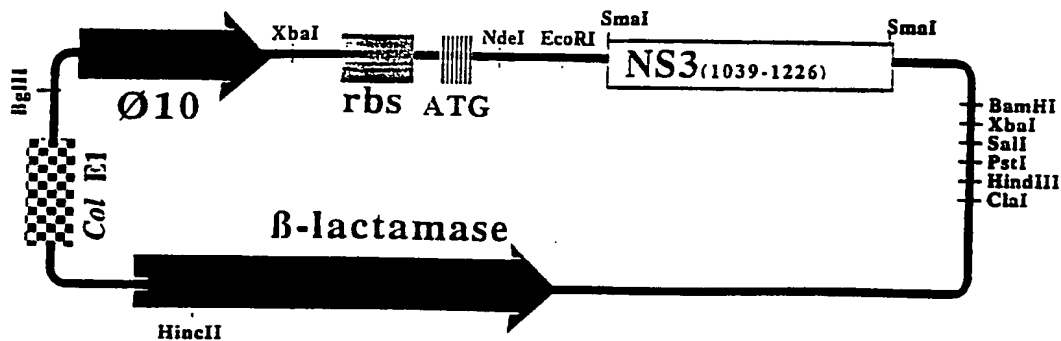 SmaI
SmaI
XbaI
NdeI
EcoRI
NS3(1039-1226)
rbs
ATG
Ø10
BglII
BamHI
XbaI
SalI
PstI
HindIII
ClaI
Col E1
ß-lactamase
HincII